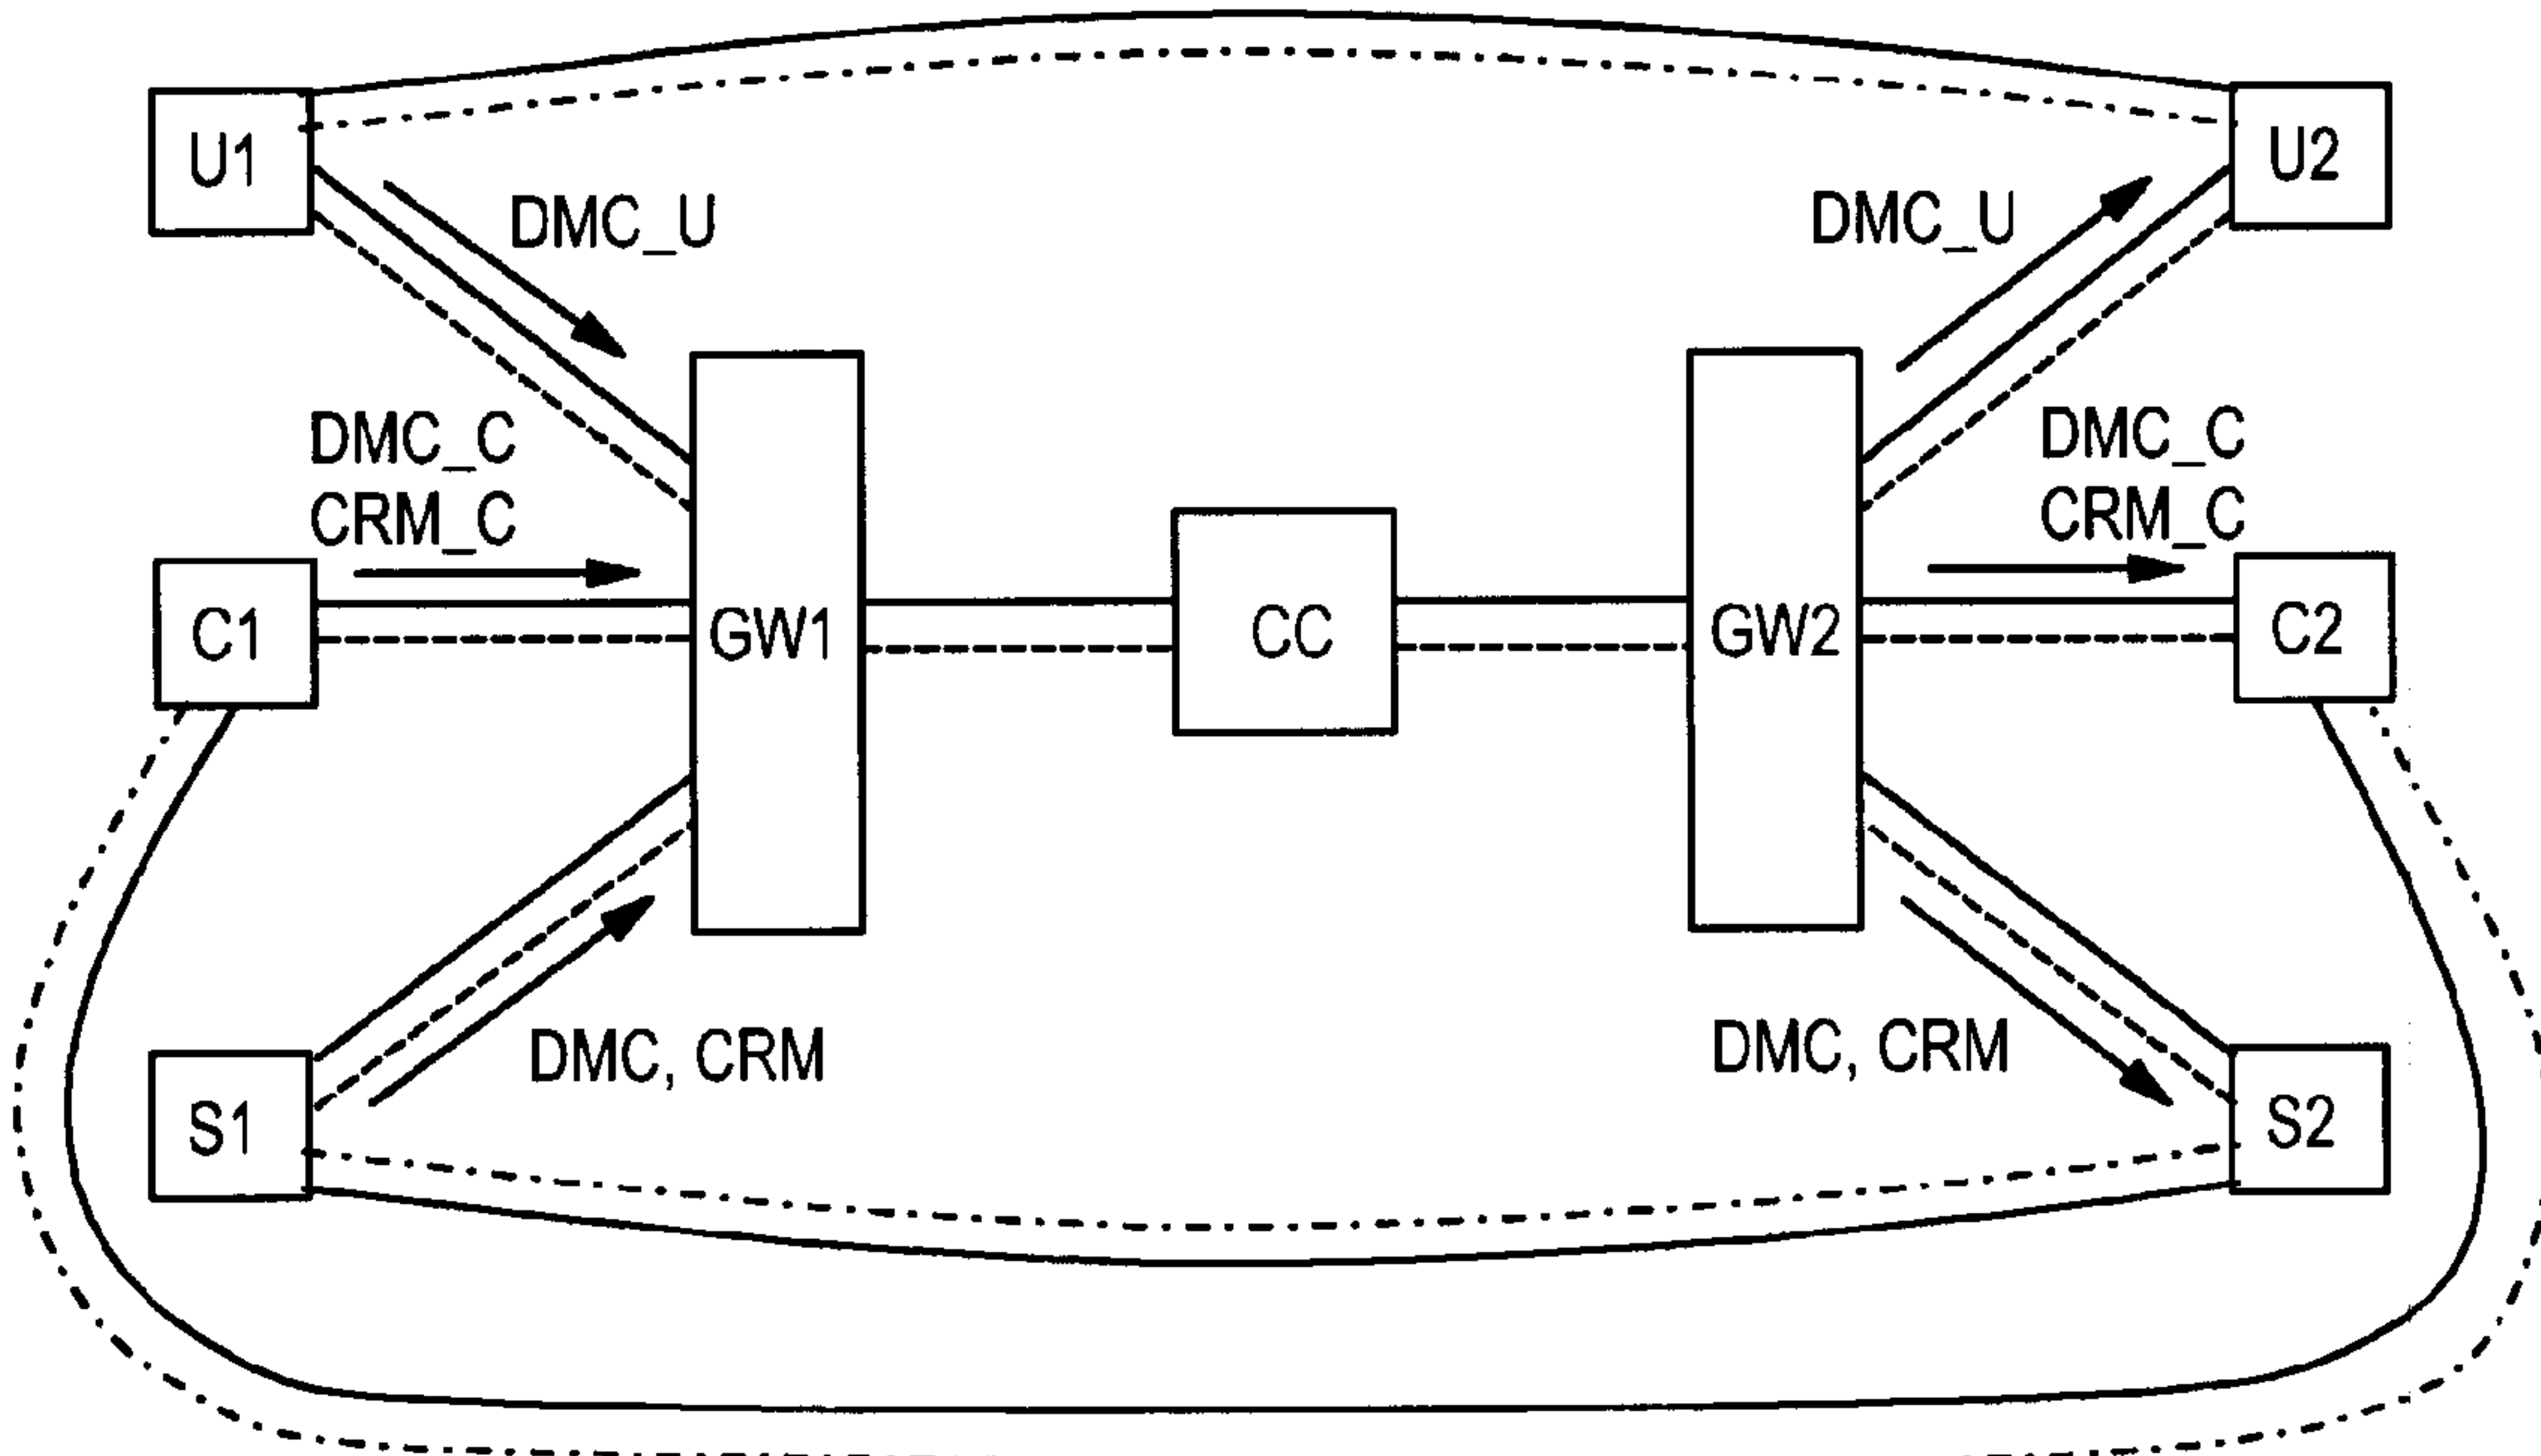 U1
U2
DMC_U
DMC_U
DMC_C
CRM_C
DMC_C
CRM_C
C1
GW1
CC
GW2
C2
DMC, CRM
DMC, CRM
S1
S2